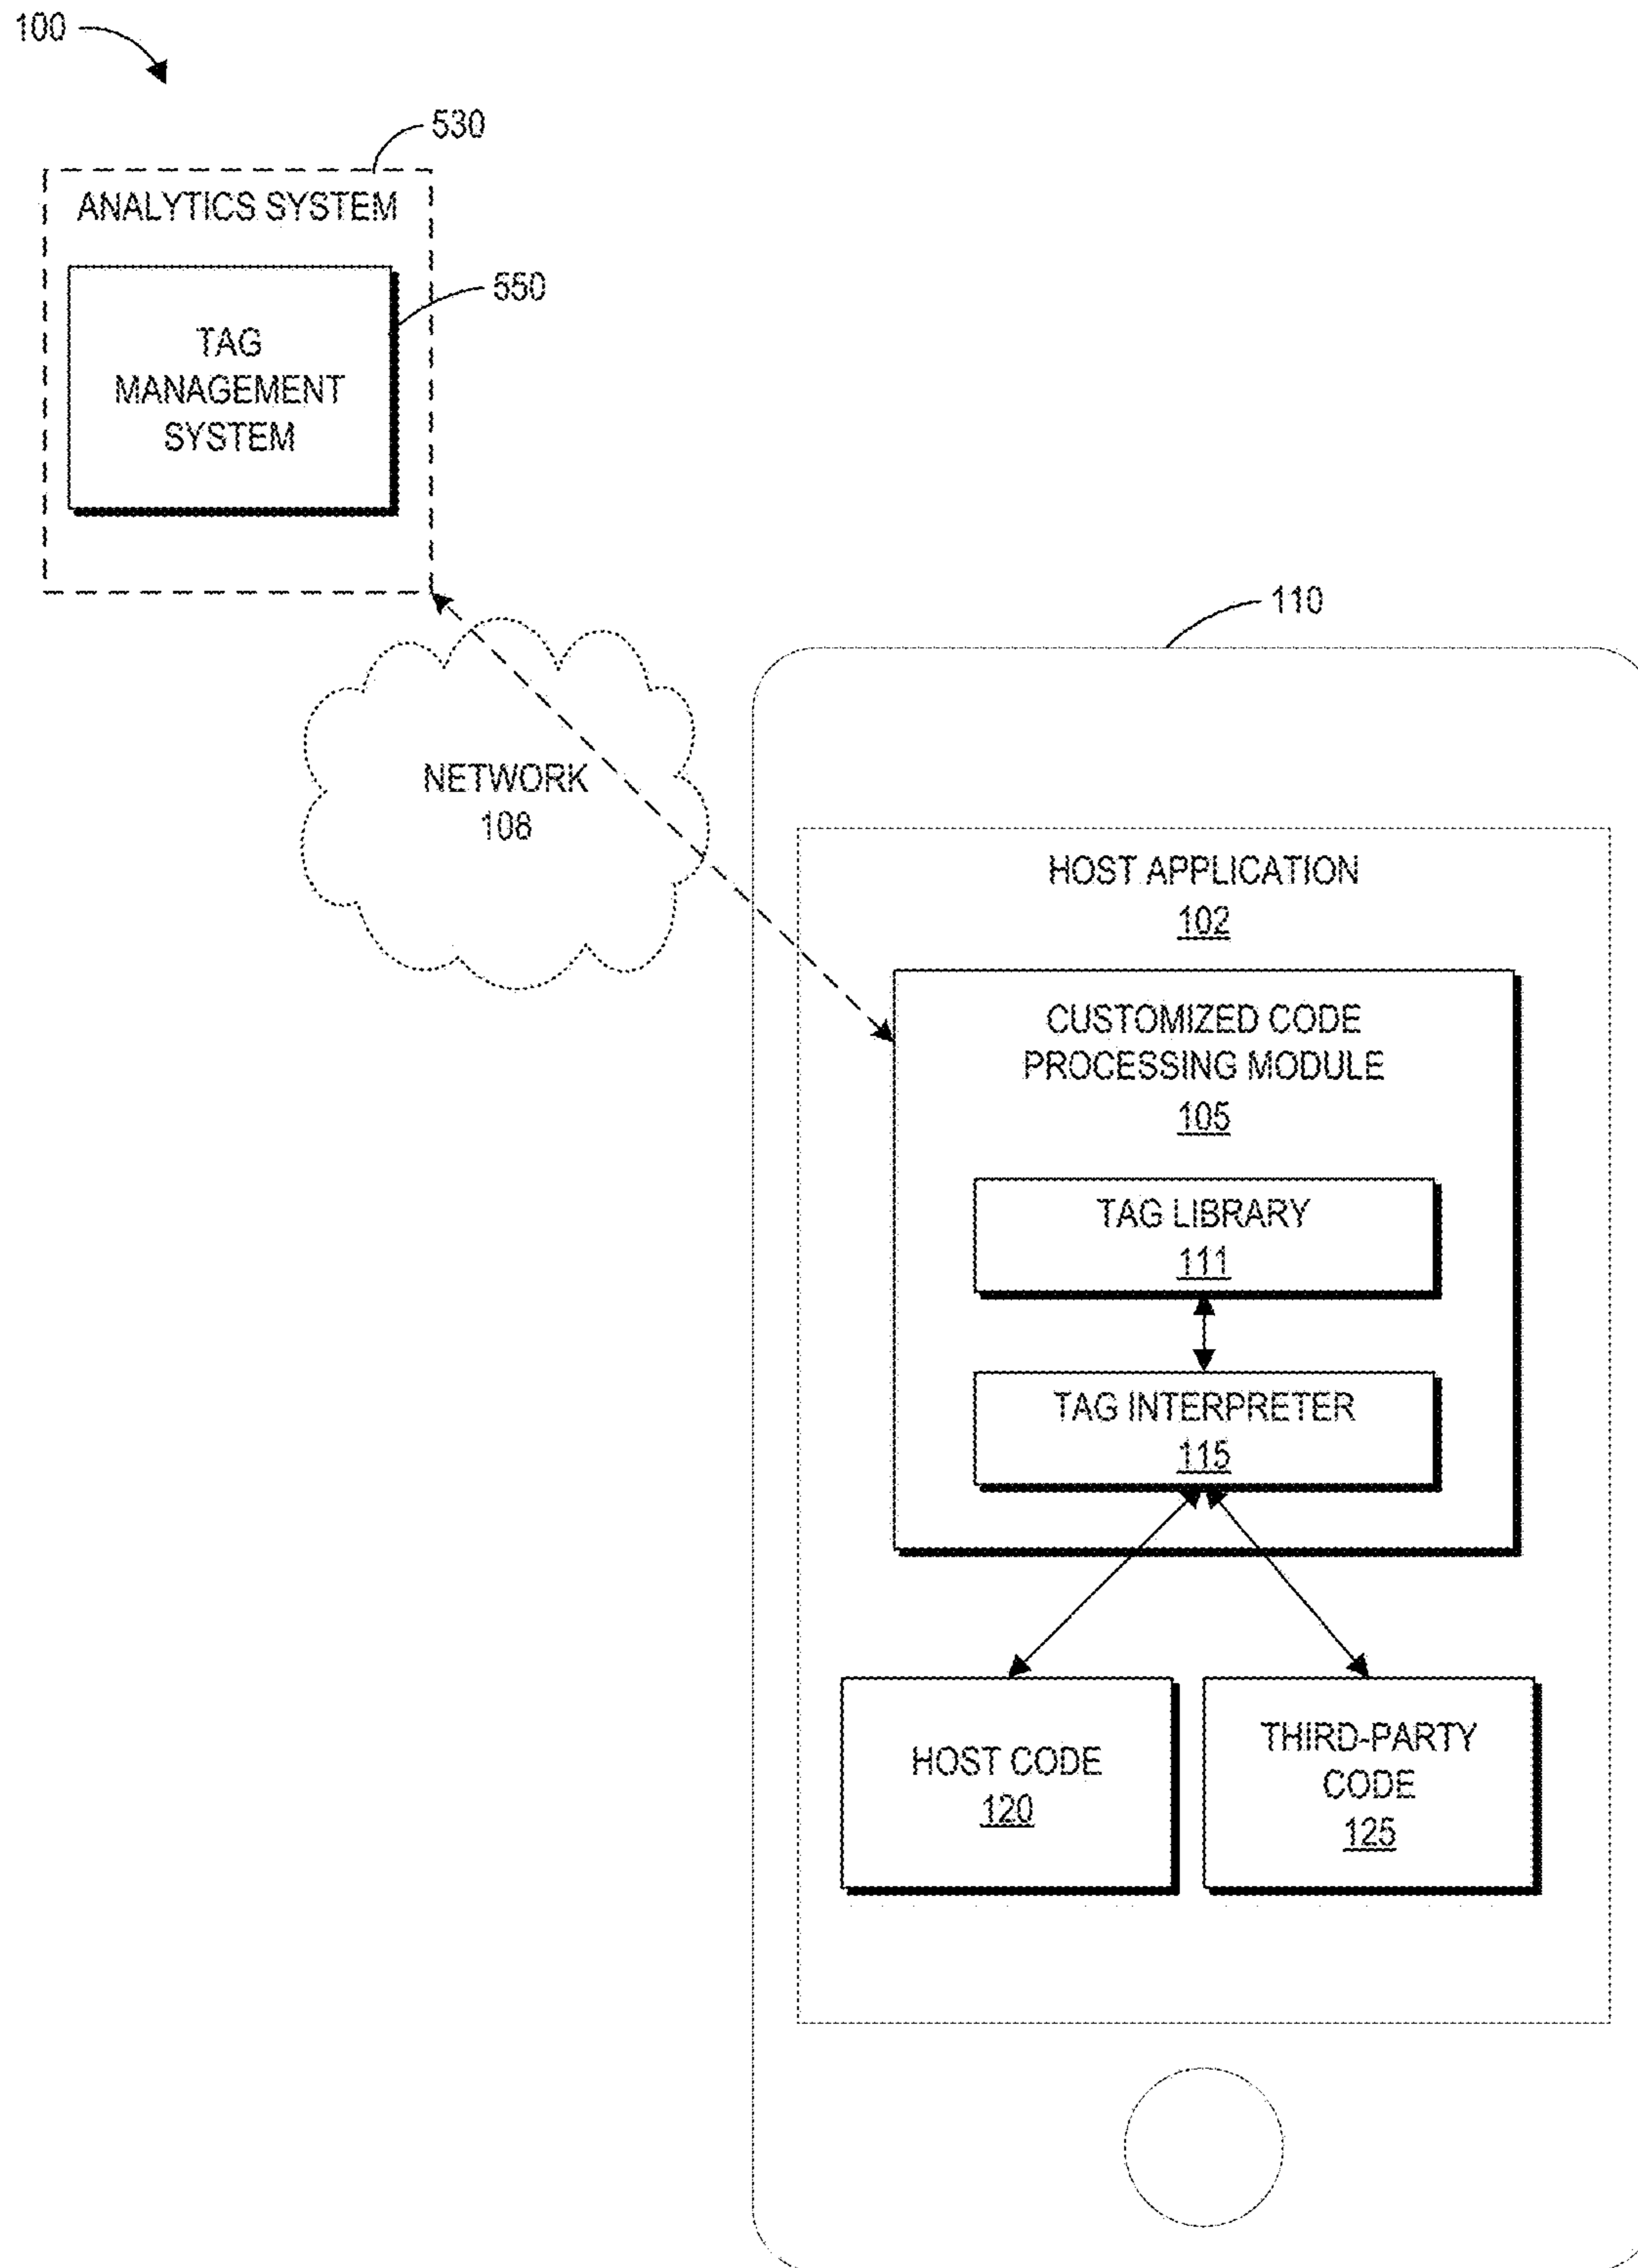 100
530
ANALYTICS SYSTEM
550
TAG
MANAGEMENT
SYSTEM
110
NETWORK
108
HOST APPLICATION
102
CUSTOMIZED CODE
PROCESSING MODULE
105
TAG LIBRARY
111
TAG INTERPRETER
115
HOST CODE
120
THIRD-PARTY
CODE
125